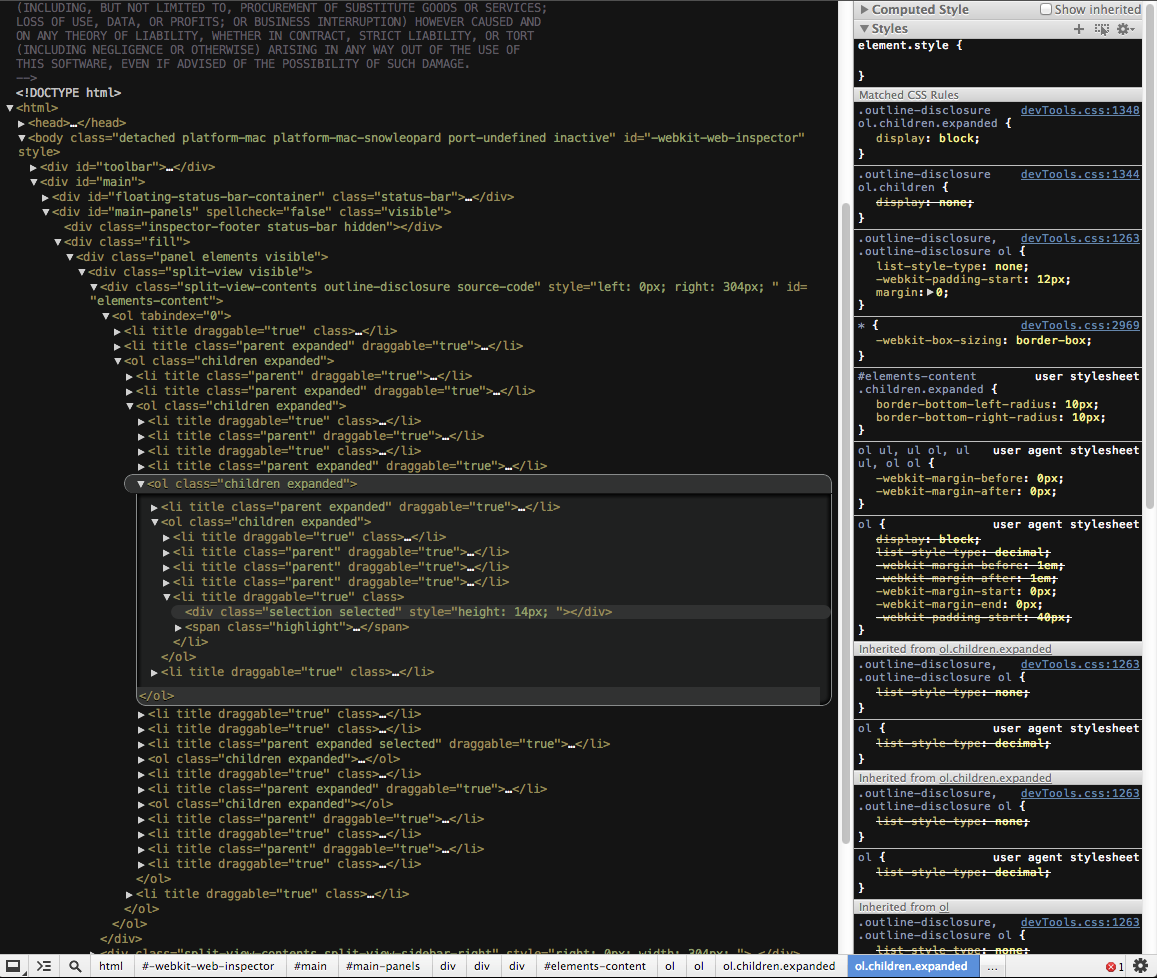 (INCLUDING, BUT NOT LIMITED TO, PROCUREMENT OF SUBSTITUTE GOODS OR SERVICES;
LOSS OF USE, DATA, OR PROFITS; OR BUSINESS INTERRUPTION) HOWEVER CAUSED AND
ON ANY THEORY OF LIABILITY, WHETHER IN CONTRACT, STRICT LIABILITY, OR TORT
(INCLUDING NEGLIGENCE OR OTHERWISE) ARISING IN ANY WAY OUT OF THE USE OF
THIS SOFTWARE, EVEN IF ADVISED OF THE POSSIBILITY OF SUCH DAMAGE.
-->
<!DOCTYPE html>
▼<html>
▶<head>…</head>
▼<body class="detached platform-mac platform-mac-snowleopard port-undefined inactive" id="-webkit-web-inspector"
style>
▶<div id="toolbar">…</div>
▼<div id="main">
▶<div id="floating-status-bar-container" class="status-bar">…</div>
▼<div id="main-panels" spellcheck="false" class="visible">
<div class="inspector-footer status-bar hidden"></div>
▼<div class="fill">
▼<div class="panel elements visible">
▼<div class="split-view visible">
▼<div class="split-view-contents outline-disclosure source-code" style="left: 0px; right: 304px; " id=
"elements-content">
▼<ol tabindex="0">
▶<li title draggable="true" class>…</li>
▶<li title class="parent expanded" draggable="true">…</li>
▼<ol class="children expanded">
▶<li title class="parent" draggable="true">…</li>
▶<li title class="parent expanded" draggable="true">…</li>
▼<ol class="children expanded">
▶<li title draggable="true" class>…</li>
▶<li title class="parent" draggable="true">…</li>
▶<li title draggable="true" class>…</li>
▶<li title class="parent expanded" draggable="true">…</li>
▼<ol class="children expanded">
▶<li title class="parent expanded" draggable="true">…</li>
▼<ol class="children expanded">
▶<li title draggable="true" class>…</li>
▶<li title class="parent" draggable="true">…</li>
▶<li title class="parent" draggable="true">…</li>
▶<li title class="parent" draggable="true">…</li>
▼<li title draggable="true" class>
<div class="selection selected" style="height: 14px; "></div>
▶<span class="highlight">…</span>
</li>
</ol>
▶<li title draggable="true" class>…</li>
</ol>
▶<li title draggable="true" class>…</li>
▶<li title draggable="true" class>…</li>
▶<li title class="parent expanded selected" draggable="true">…</li>
▶<ol class="children expanded">…</ol>
▶<li title draggable="true" class>…</li>
▶<li title class="parent expanded" draggable="true">…</li>
▶<ol class="children expanded"></ol>
▶<li title class="parent" draggable="true">…</li>
▶<li title draggable="true" class>…</li>
▶<li title class="parent" draggable="true">…</li>
▶<li title draggable="true" class>…</li>
</ol>
▶<li title draggable="true" class>…</li>
</ol>
</ol>
</div>
▶<div class="split-view-contents split-view-sidebar-right" style="right: 0px; width: 304px; ">…</div>
▶Computed Style Show inherited
▼Styles
element.style {
}
Matched CSS Rules
.outline-disclosure devTools.css:1348
ol.children.expanded {
display: block;
}
.outline-disclosure devTools.css:1344
ol.children {
display: none;
}
.outline-disclosure, devTools.css:1263
.outline-disclosure ol {
list-style-type: none;
-webkit-padding-start: 12px;
margin:▶0;
}
* { devTools.css:2969
-webkit-box-sizing: border-box;
}
#elements-content user stylesheet
.children.expanded {
border-bottom-left-radius: 10px;
border-bottom-right-radius: 10px;
}
ol ul, ul ol, ul user agent stylesheet
ul, ol ol {
-webkit-margin-before: 0px;
-webkit-margin-after: 0px;
}
ol { user agent stylesheet
display: block;
list-style-type: decimal;
-webkit-margin-before: 1em;
-webkit-margin-after: 1em;
-webkit-margin-start: 0px;
-webkit-margin-end: 0px;
-webkit-padding-start: 40px;
}
Inherited from ol.children.expanded
.outline-disclosure, devTools.css:1263
.outline-disclosure ol {
list-style-type: none;
}
ol { user agent stylesheet
list-style-type: decimal;
}
Inherited from ol.children.expanded
.outline-disclosure, devTools.css:1263
.outline-disclosure ol {
list-style-type: none;
}
ol { user agent stylesheet
list-style-type: decimal;
}
Inherited from ol
.outline-disclosure, devTools.css:1263
.outline-disclosure ol {
list-style-type: none;
html #-webkit-web-inspector #main #main-panels div div div #elements-content ol ol ol.children.expanded ol.children.expanded … 1